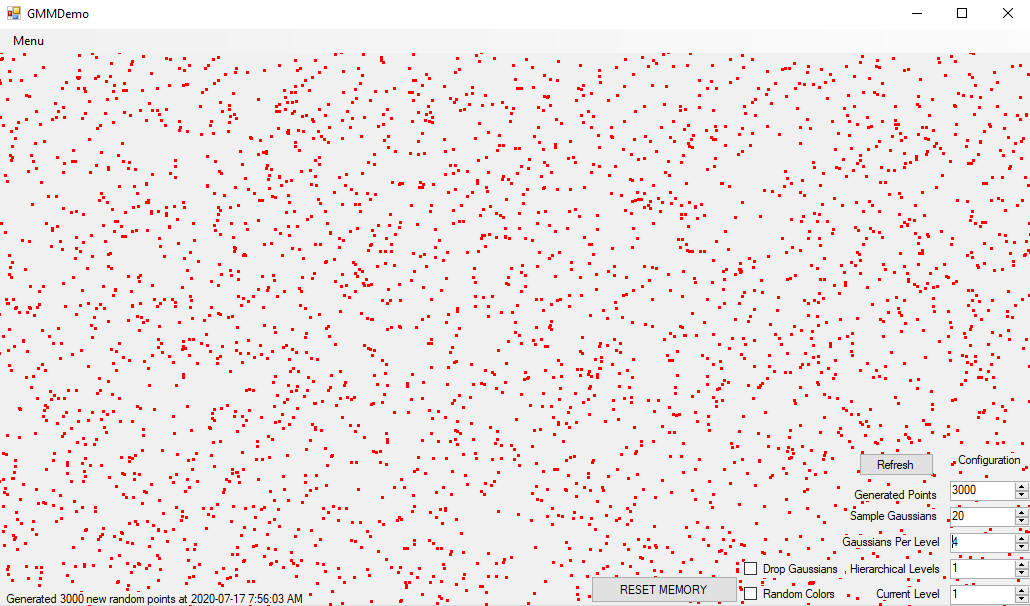 GMMDemo
Menu
Configuration
Refresh
Generated Points 3000
Sample Gaussians 20
Gaussians Per Level 4
Drop Gaussians Hierarchical Levels 1
RESET MEMORY Random Colors Current Level 1
Generated 3000 new random points at 2020-07-17 7:56:03 AM